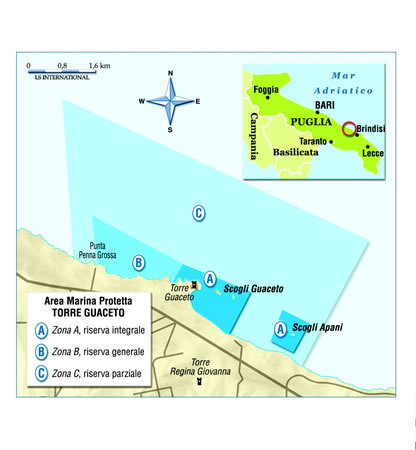 0 0,8 1,6 km
LS INTERNATIONAL
N
W E
S
Mar
Adriatico
Foggia
BARI
PUGLIA
Brindisi
Campania
Taranto
Basilicata
Lecce
C
Punta
Penna Grossa
B
A
Scogli Guaceto
Torre
Guaceto
A
Scogli Apani
Area Marina Protetta
TORRE GUACETO
A Zona A, riserva integrale
B Zona B, riserva generale
C Zona C, riserva parziale
Torre
Regina Giovanna